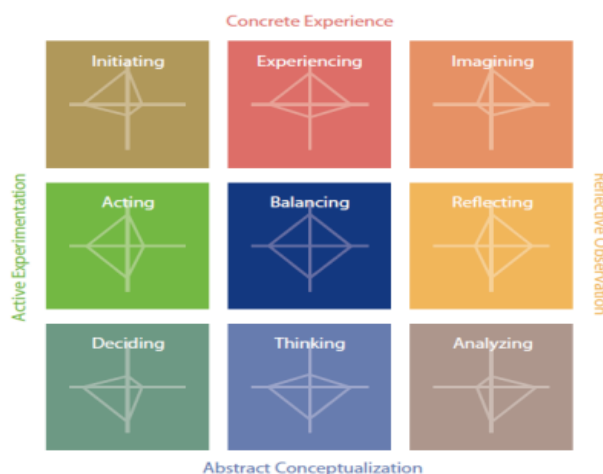 Concrete Experience
Initiating
Experiencing
Imagining
Active Experimentation
Acting
Balancing
Reflecting
Reflective Observation
Deciding
Thinking
Analyzing
Abstract Conceptualization